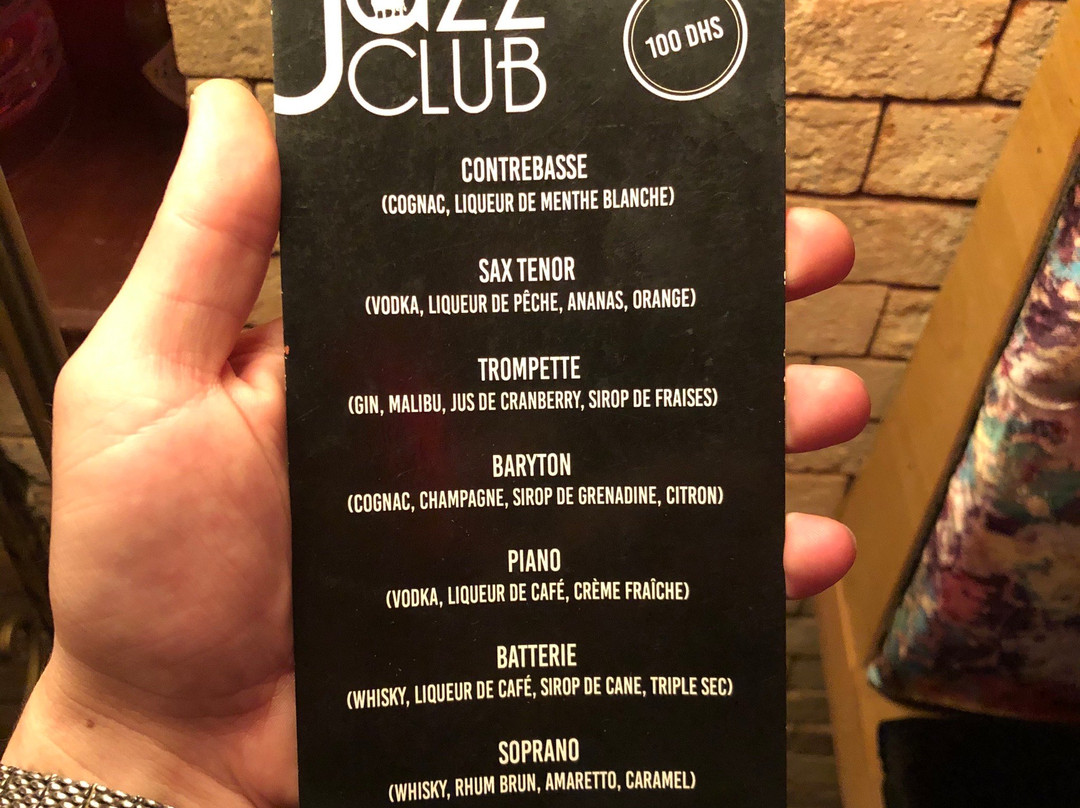 Jazz
CLUB
100 DHS
CONTREBASSE
(COGNAC, LIQUEUR DE MENTHE BLANCHE)
SAX TENOR
(VODKA, LIQUEUR DE PÊCHE, ANANAS, ORANGE)
TROMPETTE
(GIN, MALIBU, JUS DE CRANBERRY, SIROP DE FRAISES)
BARYTON
(COGNAC, CHAMPAGNE, SIROP DE GRENADINE, CITRON)
PIANO
(VODKA, LIQUEUR DE CAFÉ, CRÈME FRAÎCHE)
BATTERIE
(WHISKY, LIQUEUR DE CAFÉ, SIROP DE CANE, TRIPLE SEC)
SOPRANO
(WHISKY, RHUM BRUN, AMARETTO, CARAMEL)